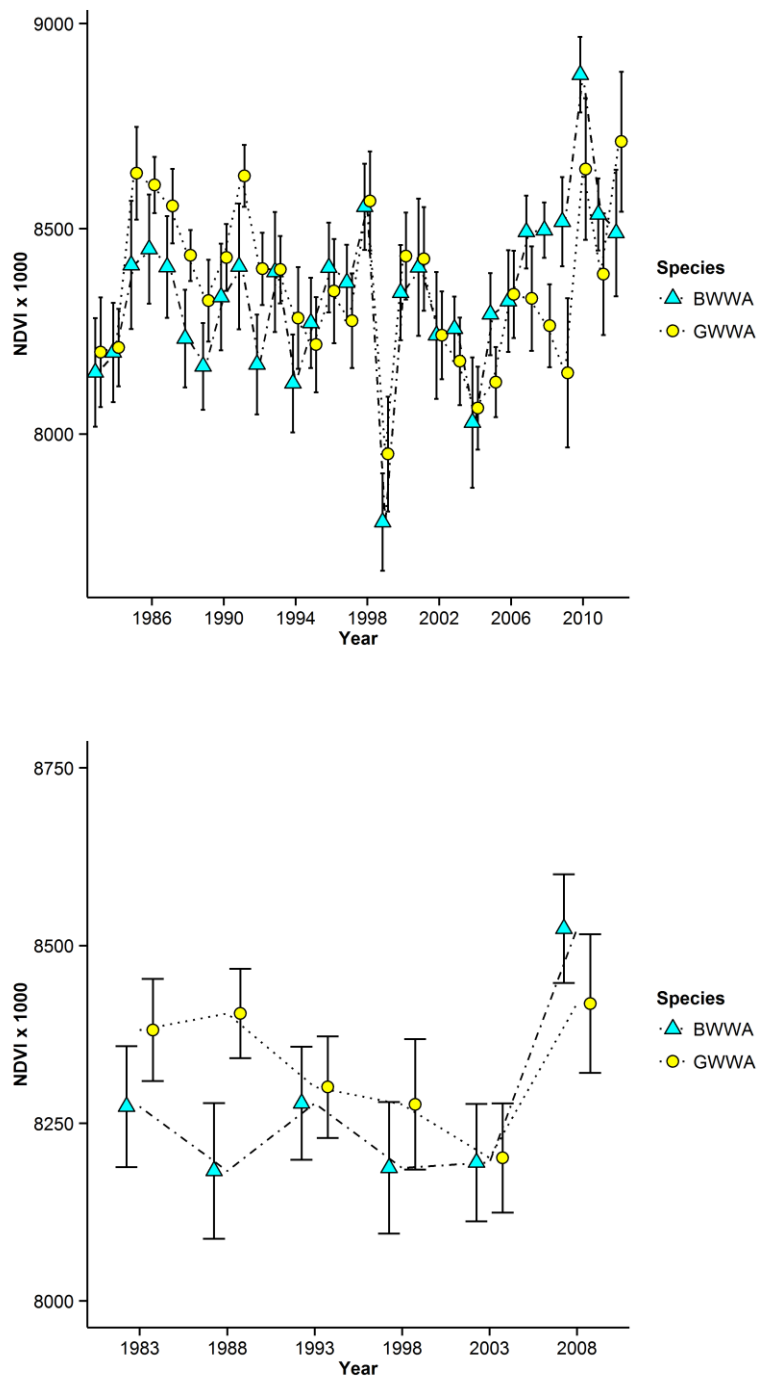 9000
8500
8000
NDVI x 1000
1986 1990 1994 1998 2002 2006 2010
Year
Species
BWWA
GWWA
8750
8500
8250
8000
NDVI x 1000
1983 1988 1993 1998 2003 2008
Year
Species
BWWA
GWWA